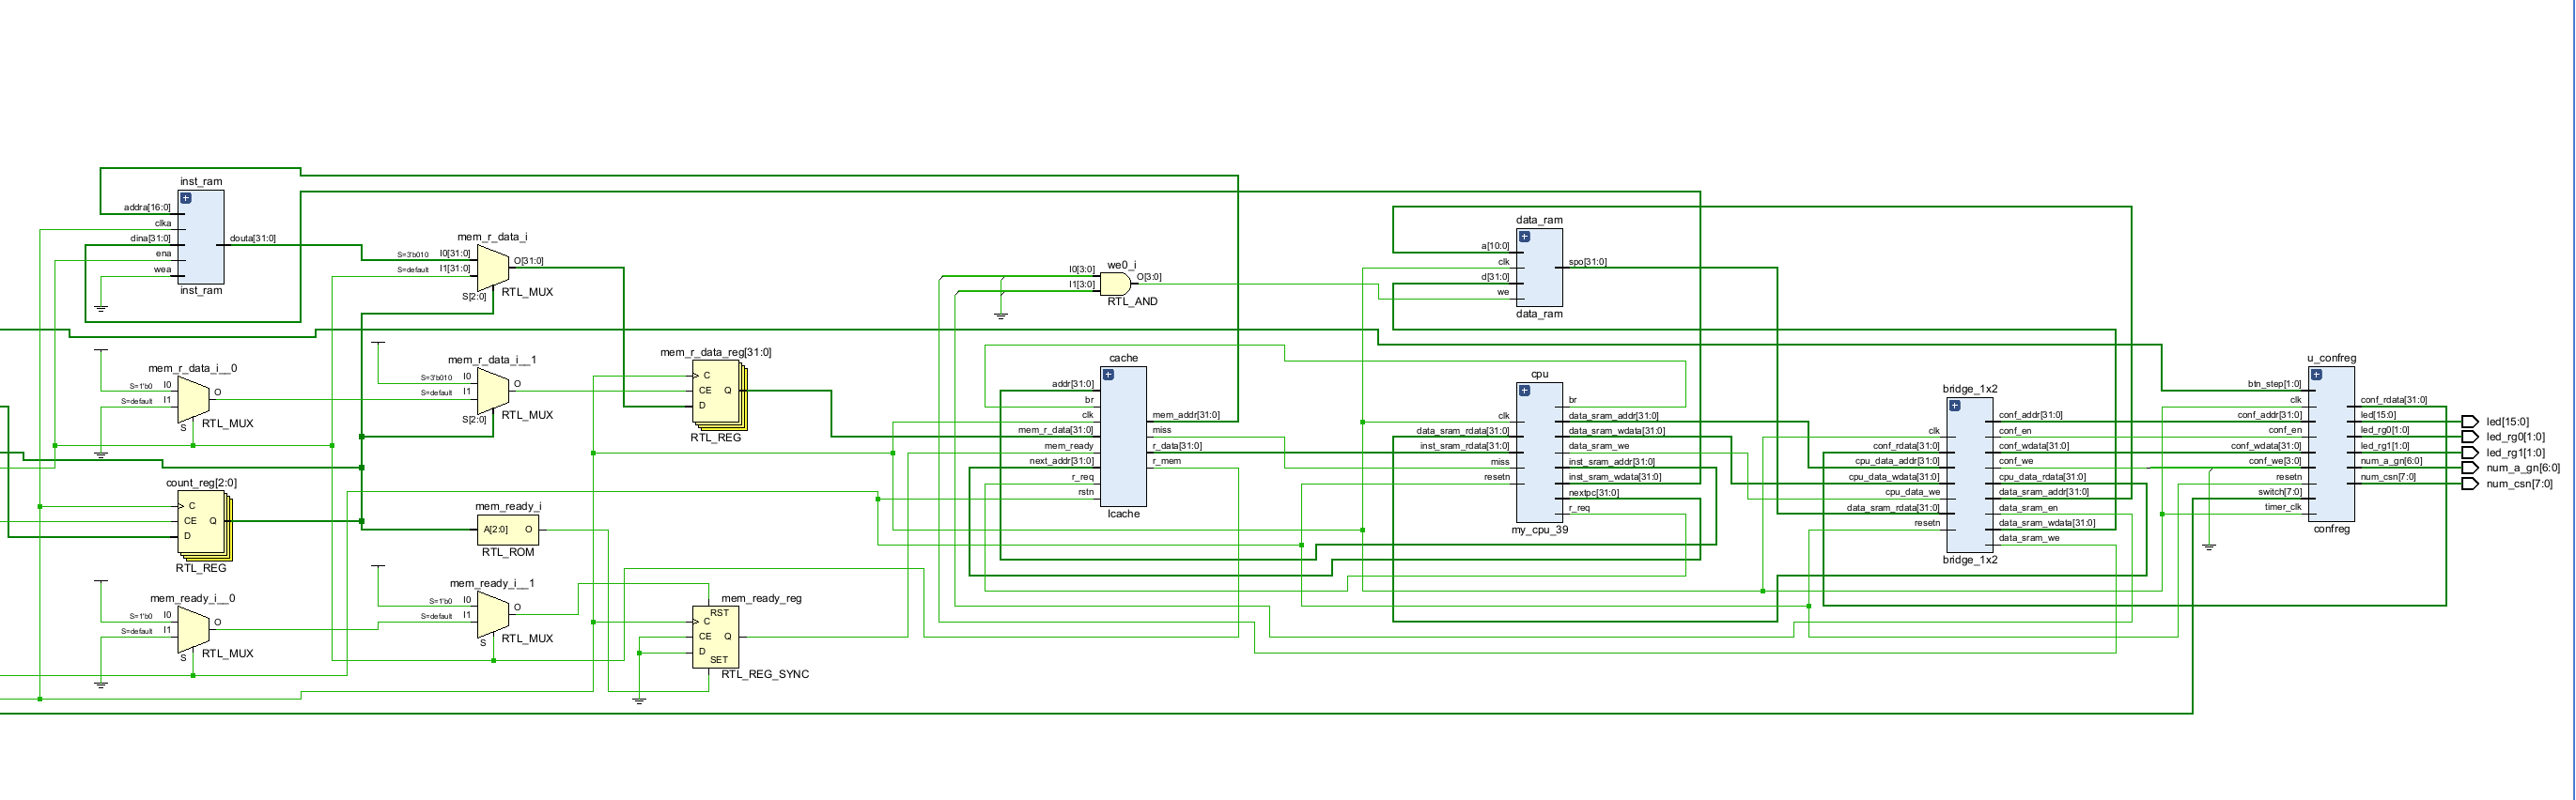 inst_ram
addra[16:0]
clka
dina[31:0]
ena
wea
douta[31:0]
inst_ram
mem_r_data_i
S=3'b010 I0[31:0]
S=default I1[31:0]
S[2:0]
O[31:0]
RTL_MUX
mem_r_data_i__0
S=1'b0 I0
S=default I1
S
O
RTL_MUX
mem_r_data_i__1
S=3'b010 I0
S=default I1
S[2:0]
O
RTL_MUX
mem_r_data_reg[31:0]
C
CE
D
Q
RTL_REG
count_reg[2:0]
C
CE
D
Q
RTL_REG
mem_ready_i
A[2:0] O
RTL_ROM
mem_ready_i__0
S=1'b0 I0
S=default I1
S
O
RTL_MUX
mem_ready_i__1
S=1'b0 I0
S=default I1
S
O
RTL_MUX
mem_ready_reg
RST
C
CE
D
SET
Q
RTL_REG_SYNC
we0_i
I0[3:0]
I1[3:0]
O[3:0]
RTL_AND
cache
addr[31:0]
br
clk
mem_r_data[31:0]
mem_ready
next_addr[31:0]
r_req
rstn
mem_addr[31:0]
miss
r_data[31:0]
r_mem
Icache
data_ram
a[10:0]
clk
d[31:0]
we
spo[31:0]
data_ram
cpu
clk
data_sram_rdata[31:0]
inst_sram_rdata[31:0]
miss
resetn
br
data_sram_addr[31:0]
data_sram_wdata[31:0]
data_sram_we
inst_sram_addr[31:0]
inst_sram_wdata[31:0]
nextpc[31:0]
r_req
my_cpu_39
bridge_1x2
clk
conf_rdata[31:0]
cpu_data_addr[31:0]
cpu_data_wdata[31:0]
cpu_data_we
data_sram_rdata[31:0]
resetn
conf_addr[31:0]
conf_en
conf_wdata[31:0]
conf_we
cpu_data_rdata[31:0]
data_sram_addr[31:0]
data_sram_en
data_sram_wdata[31:0]
data_sram_we
bridge_1x2
u_confreg
btn_step[1:0]
clk
conf_addr[31:0]
conf_en
conf_wdata[31:0]
conf_we[3:0]
resetn
switch[7:0]
timer_clk
conf_rdata[31:0]
led[15:0]
led_rg0[1:0]
led_rg1[1:0]
num_a_gn[6:0]
num_csn[7:0]
confreg
led[15:0]
led_rg0[1:0]
led_rg1[1:0]
num_a_gn[6:0]
num_csn[7:0]